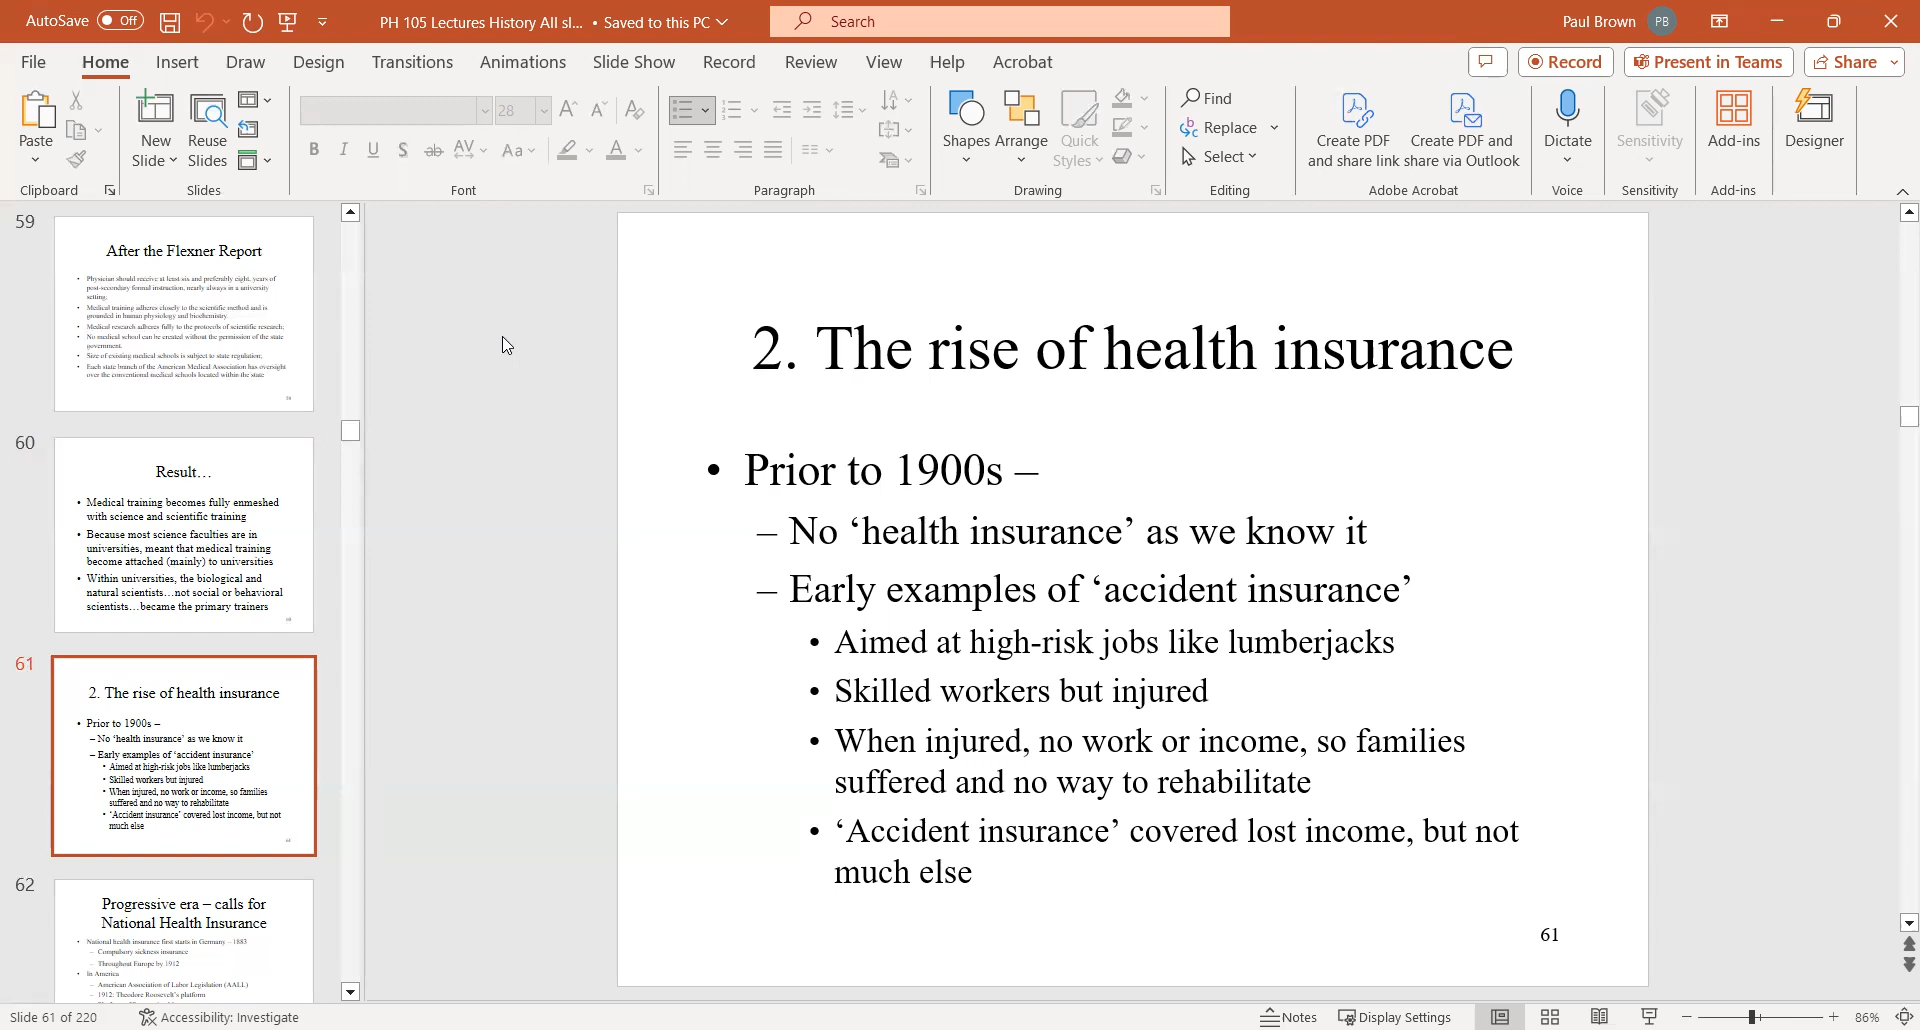 AutoSave Off PH 105 Lectures History All sl... • Saved to this PC Search Paul Brown PB
File Home Insert Draw Design Transitions Animations Slide Show Record Review View Help Acrobat Record Present in Teams Share
Paste New Slide Reuse Slides 28 Shapes Arrange Quick Styles Find Replace Select Create PDF and share link Create PDF and share via Outlook Dictate Sensitivity Add-ins Designer
Clipboard Slides Font Paragraph Drawing Editing Adobe Acrobat Voice Sensitivity Add-ins
59
After the Flexner Report
• Physician should receive at least six and preferably eight, years of
post-secondary formal instruction, nearly always in a university
setting;
• Medical training adheres closely to the scientific method and is
grounded in human physiology and biochemistry.
• Medical research adheres fully to the protocols of scientific research;
• No medical school can be created without the permission of the state
government.
• Size of existing medical schools is subject to state regulation;
• Each state branch of the American Medical Association has oversight
over the conventional medical schools located within the state
60
Result…
• Medical training becomes fully enmeshed
with science and scientific training
• Because most science faculties are in
universities, meant that medical training
become attached (mainly) to universities
• Within universities, the biological and
natural scientists…not social or behavioral
scientists…became the primary trainers
61
2. The rise of health insurance
• Prior to 1900s –
– No ‘health insurance’ as we know it
– Early examples of ‘accident insurance’
• Aimed at high-risk jobs like lumberjacks
• Skilled workers but injured
• When injured, no work or income, so families
suffered and no way to rehabilitate
• ‘Accident insurance’ covered lost income, but not
much else
62
Progressive era – calls for
National Health Insurance
• National health insurance first starts in Germany – 1883
– Compulsory sickness insurance
– Throughout Europe by 1912
• In America
– American Association of Labor Legislation (AALL)
– 1912: Theodore Roosevelt's platform
2. The rise of health insurance
• Prior to 1900s –
– No ‘health insurance’ as we know it
– Early examples of ‘accident insurance’
• Aimed at high-risk jobs like lumberjacks
• Skilled workers but injured
• When injured, no work or income, so families
suffered and no way to rehabilitate
• ‘Accident insurance’ covered lost income, but not
much else
61
Slide 61 of 220 Accessibility: Investigate Notes Display Settings 86%